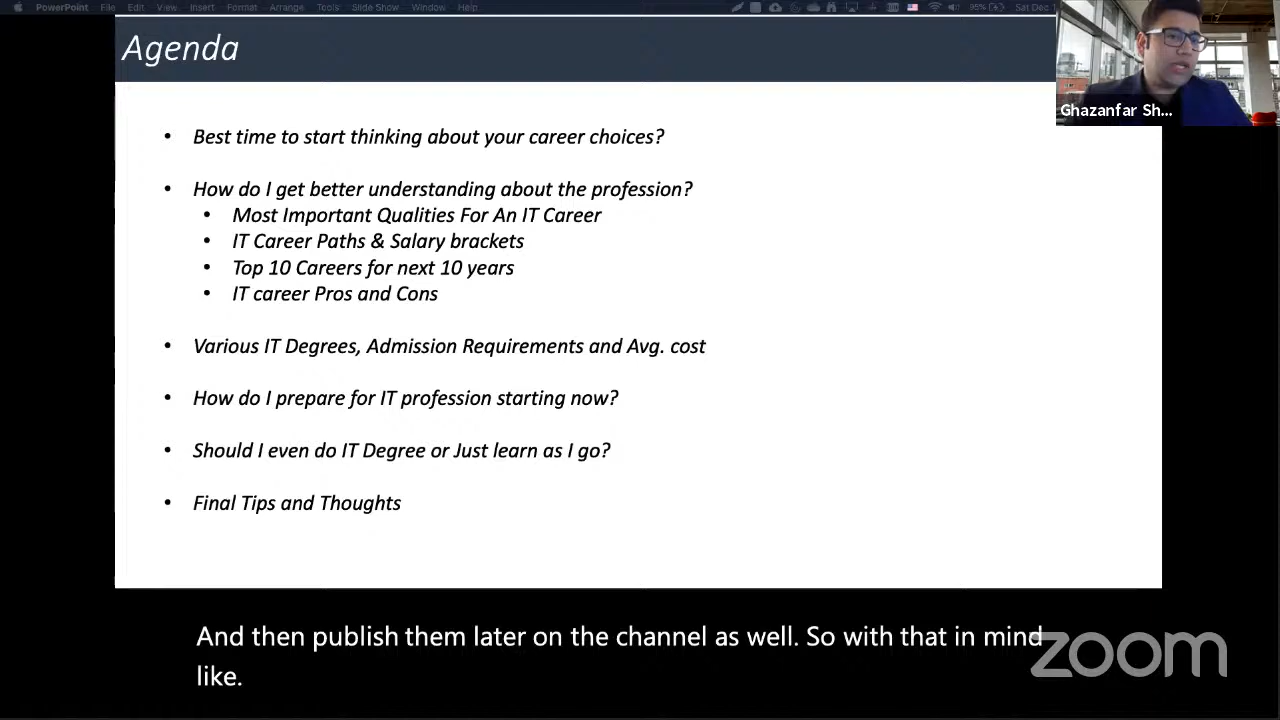 PowerPoint File Edit View Insert Format Arrange Tools Slide Show Window Help 95% Sat Dec 1
Agenda
Ghazanfar Sh...
• Best time to start thinking about your career choices?
• How do I get better understanding about the profession?
• Most Important Qualities For An IT Career
• IT Career Paths & Salary brackets
• Top 10 Careers for next 10 years
• IT career Pros and Cons
• Various IT Degrees, Admission Requirements and Avg. cost
• How do I prepare for IT profession starting now?
• Should I even do IT Degree or Just learn as I go?
• Final Tips and Thoughts
And then publish them later on the channel as well. So with that in mind
like.
zoom